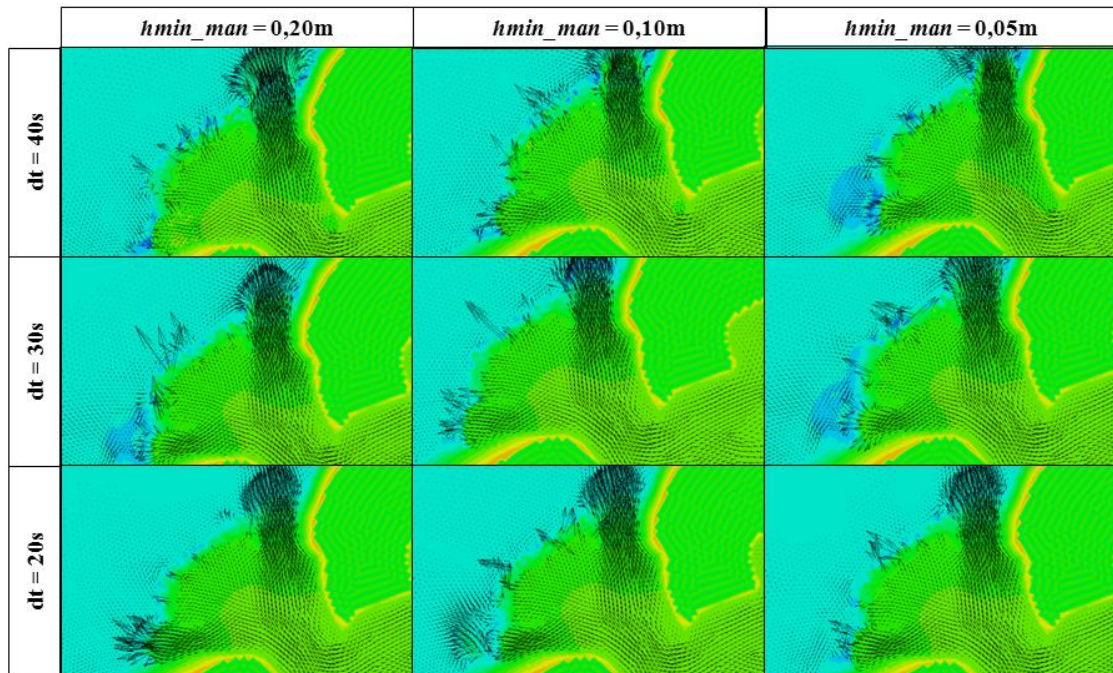 hmin_man = 0,20m
hmin_man = 0,10m
hmin_man = 0,05m
dt = 40s
dt = 30s
dt = 20s